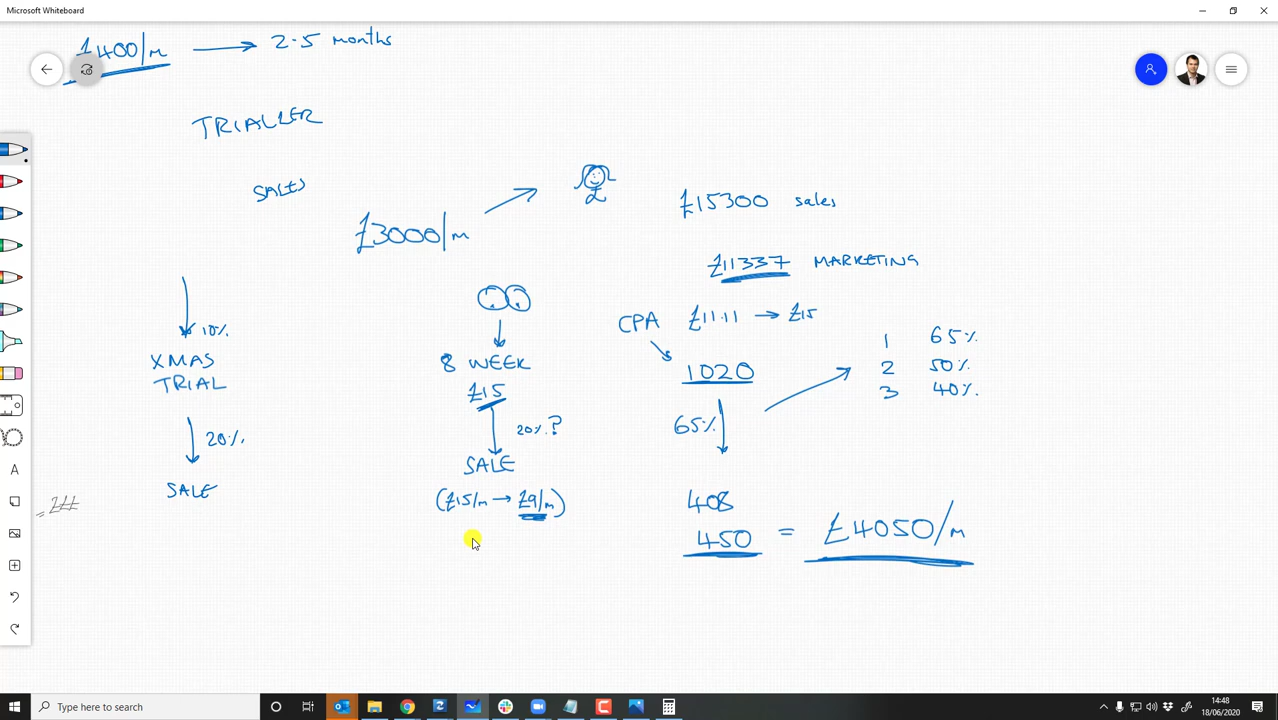 Microsoft Whiteboard
£400/m → 2.5 months
TRIALLER
SALES
£3000/m
£
£15300 sales
£11337 MARKETING
CPA £11.11 → £15
1020
65%
1 65%
2 50%
3 40%
408
450 = £4050/m
10%
XMAS
TRIAL
20%
SALE
8 WEEK
£15
20%?
SALE
(£15/m → £9/m)
A
Type here to search
14:48
18/06/2020